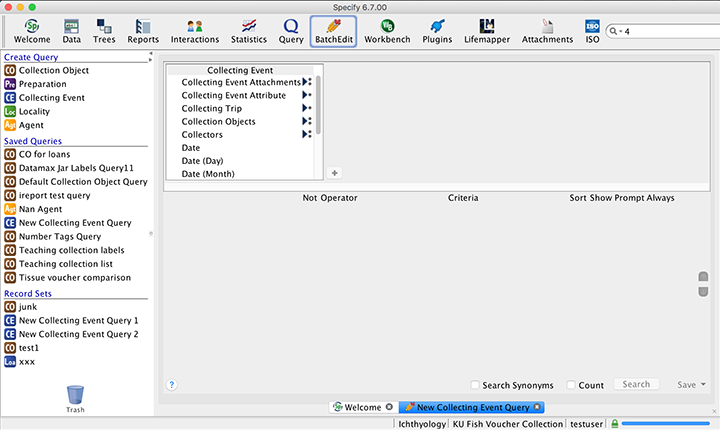 Specify 6.7.00
Welcome Data Trees Reports Interactions Statistics Query BatchEdit Workbench Plugins Lifemapper Attachments ISO 4
Create Query
CO Collection Object
Pre Preparation
CE Collecting Event
Loc Locality
Agt Agent
Saved Queries
CO CO for loans
CO Datamax Jar Labels Query11
CO Default Collection Object Query
CO ireport test query
Agt Nan Agent
CE New Collecting Event Query
CO Number Tags Query
CO Teaching collection labels
CO Teaching collection list
CO Tissue voucher comparison
Record Sets
CO junk
CE New Collecting Event Query 1
CE New Collecting Event Query 2
CO test1
Loa xxx
Trash
Collecting Event
Collecting Event Attachments
Collecting Event Attribute
Collecting Trip
Collection Objects
Collectors
Date
Date (Day)
Date (Month)
Not Operator Criteria Sort Show Prompt Always
? Search Synonyms Count Search Save
Welcome New Collecting Event Query
Ichthyology KU Fish Voucher Collection testuser